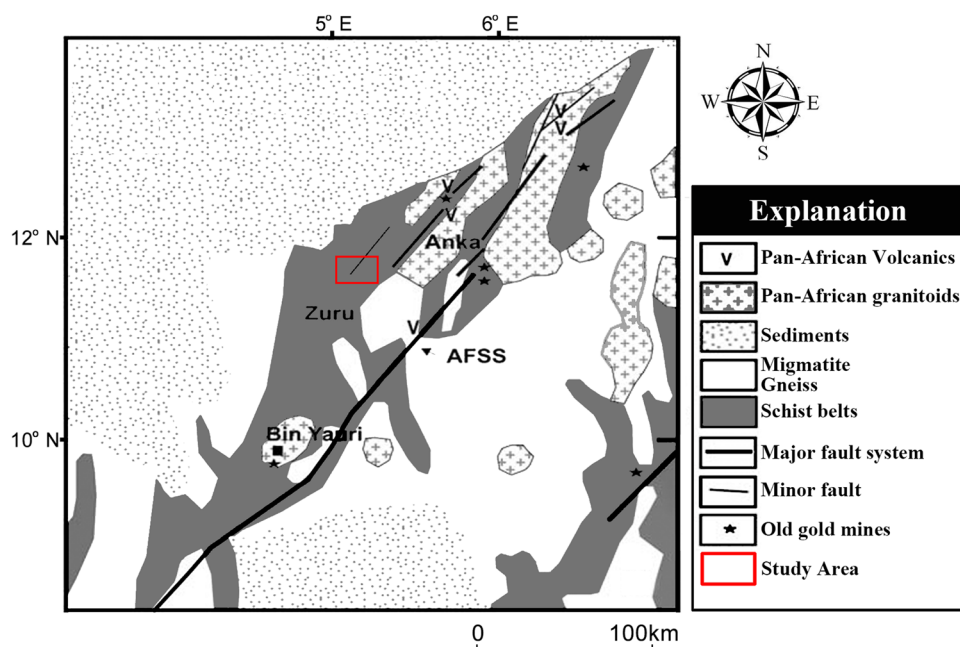 5° E 6° E
N
W E
S
12° N
10° N
Anka
Zuru
AFSS
Bin Yauri
V
V
V
V
V
0 100km
Explanation
V Pan-African Volcanics
Pan-African granitoids
Sediments
Migmatite
Gneiss
Schist belts
Major fault system
Minor fault
Old gold mines
Study Area